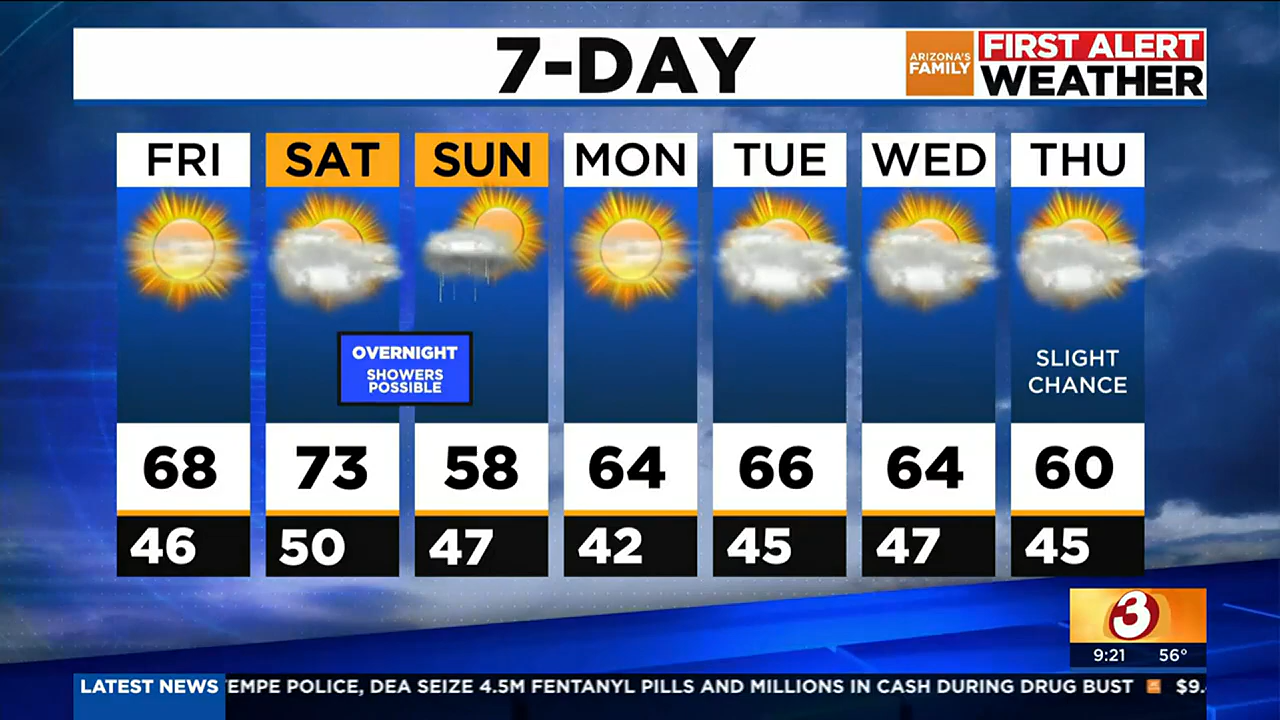 7-DAY
ARIZONA'S
FAMILY
FIRST ALERT
WEATHER
FRI SAT SUN MON TUE WED THU
OVERNIGHT
SHOWERS
POSSIBLE
SLIGHT
CHANCE
68 73 58 64 66 64 60
46 50 47 42 45 47 45
3
9:21 56°
LATEST NEWS EMPE POLICE, DEA SEIZE 4.5M FENTANYL PILLS AND MILLIONS IN CASH DURING DRUG BUST $9.